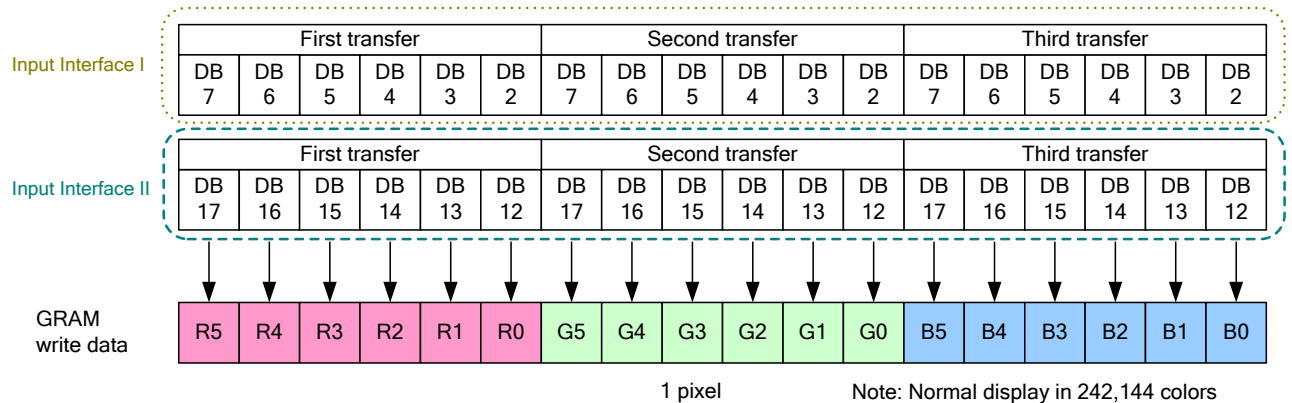 First transfer Second transfer Third transfer
Input Interface I
DB 7 DB 6 DB 5 DB 4 DB 3 DB 2 DB 7 DB 6 DB 5 DB 4 DB 3 DB 2 DB 7 DB 6 DB 5 DB 4 DB 3 DB 2
First transfer Second transfer Third transfer
Input Interface II
DB 17 DB 16 DB 15 DB 14 DB 13 DB 12 DB 17 DB 16 DB 15 DB 14 DB 13 DB 12 DB 17 DB 16 DB 15 DB 14 DB 13 DB 12
GRAM
write data
R5 R4 R3 R2 R1 R0 G5 G4 G3 G2 G1 G0 B5 B4 B3 B2 B1 B0
1 pixel Note: Normal display in 242,144 colors